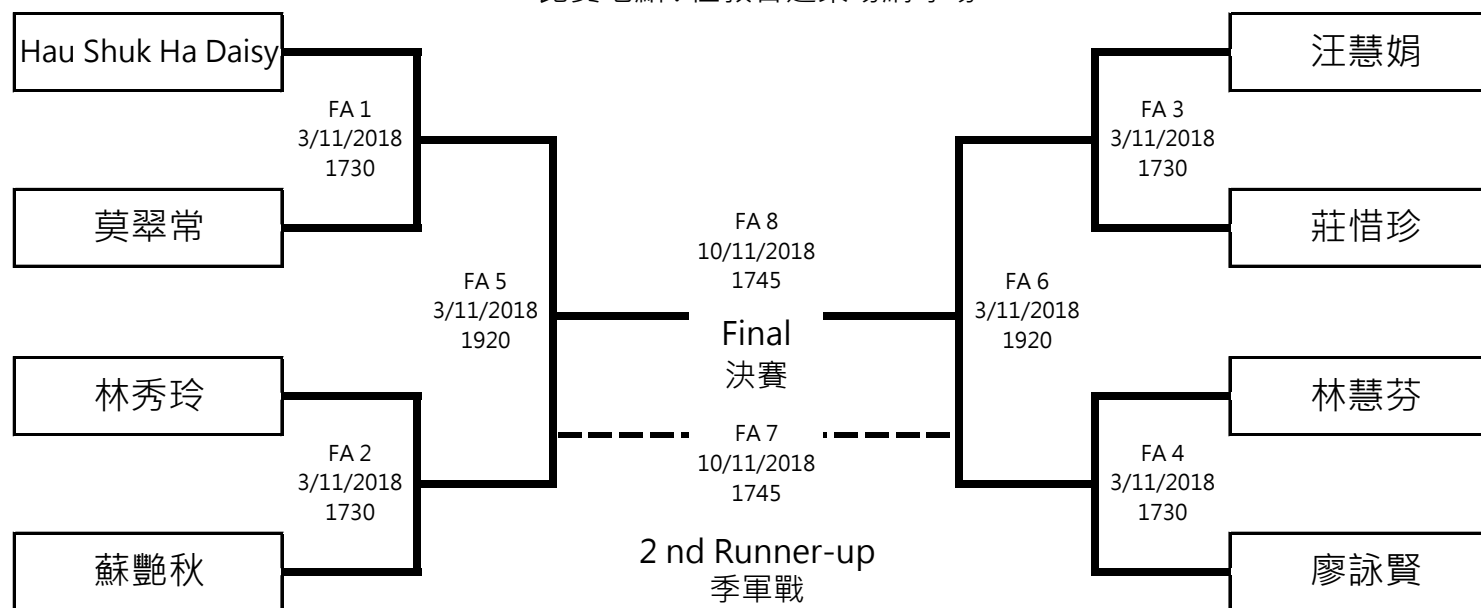 Hau Shuk Ha Daisy
FA 1
3/11/2018
1730
莫翠常
FA 5
3/11/2018
1920
林秀玲
FA 2
3/11/2018
1730
蘇艷秋
FA 8
10/11/2018
1745
Final
決賽
FA 7
10/11/2018
1745
2 nd Runner-up
季軍戰
汪慧娟
FA 3
3/11/2018
1730
莊惜珍
FA 6
3/11/2018
1920
林慧芬
FA 4
3/11/2018
1730
廖詠賢